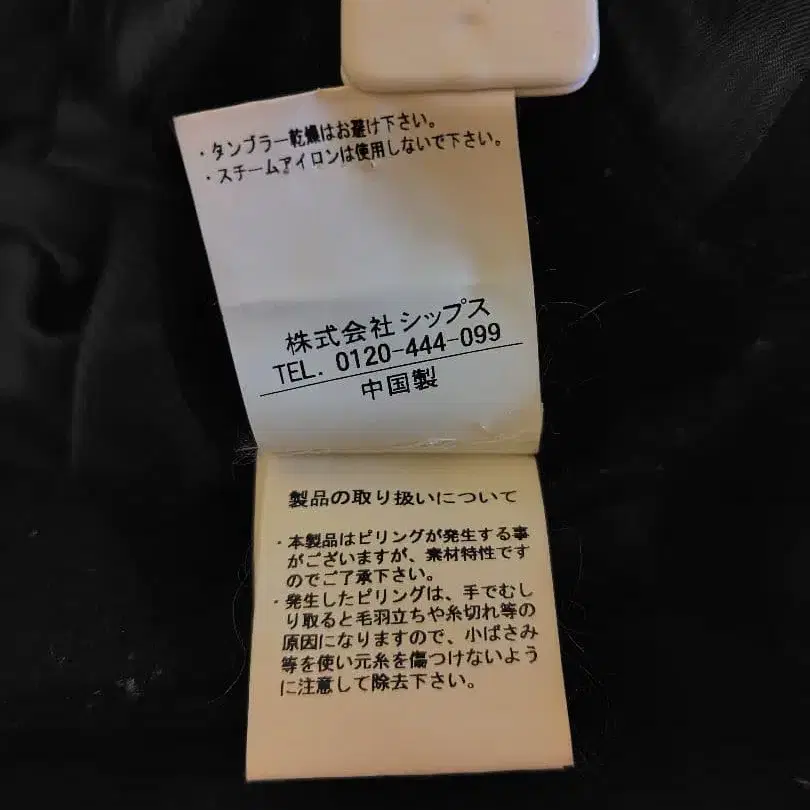 ・タンブラー乾燥はお避け下さい。
・スチームアイロンは使用しないで下さい。
株式会社シップス
TEL. 0120-444-099
中国製
製品の取り扱いについて
・本製品はピリングが発生する事
がございますが、素材特性です
のでご了承下さい。
・発生したピリングは、手でむし
り取ると毛羽立ちや糸切れ等の
原因になりますので、小ばさみ
等を使い元糸を傷つけないよう
に注意して除去下さい。